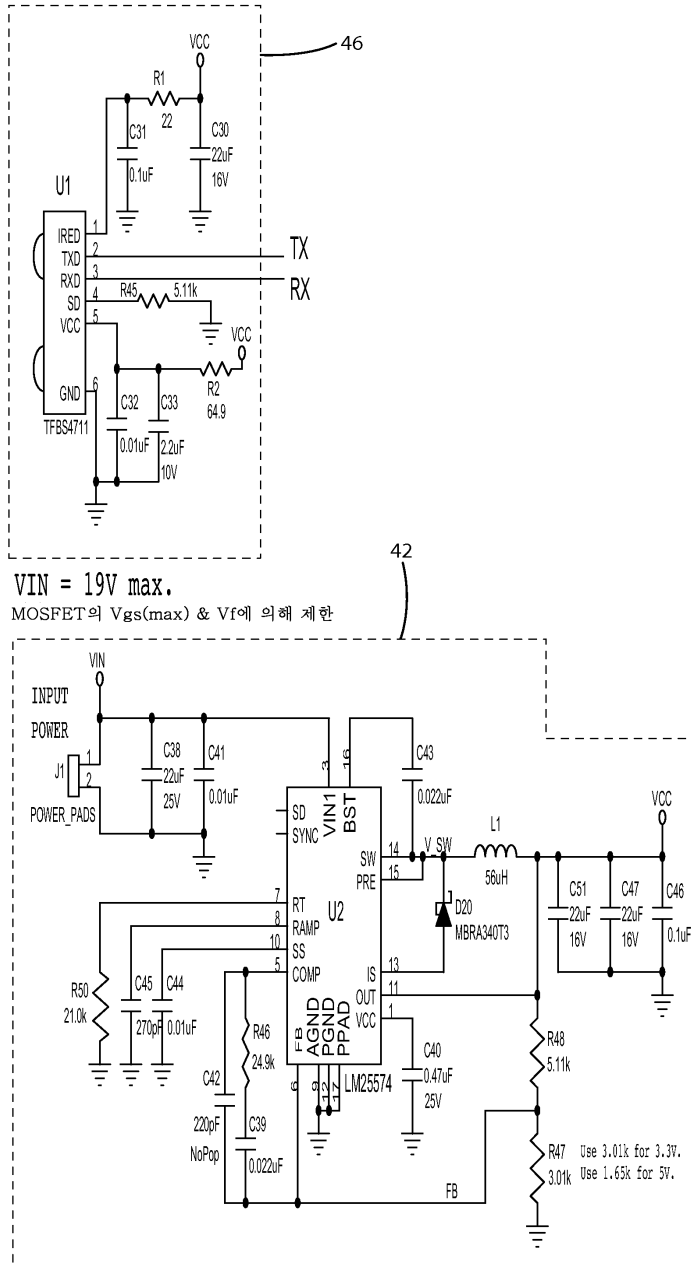 46
VCC
R1
22
C31
0.1uF
C30
22uF
16V
U1
IRED
1
TXD
2
TX
RXD
3
RX
SD
4
R45
5.11k
VCC
5
VCC
R2
64.9
GND
6
C32
0.01uF
C33
2.2uF
10V
TFBS4711
42
VIN = 19V max.
MOSFET의 Vgs(max) & Vf에 의해 제한
VIN
INPUT
POWER
J1
1
2
POWER_PADS
C38
22uF
25V
C41
0.01uF
3
16
VIN1
BST
C43
0.022uF
SD
SYNC
SW
14
V_SW
PRE
15
L1
56uH
VCC
C51
22uF
16V
C47
22uF
16V
C46
0.1uF
D20
MBRA340T3
U2
7
RT
8
RAMP
10
SS
5
COMP
IS
13
OUT
11
VCC
1
R50
21.0k
C45
270pF
C44
0.01uF
R46
24.9k
C42
220pF
NoPop
C39
0.022uF
FB
AGND
PGND
PPAD
6
9
12
17
LM25574
C40
0.47uF
25V
R48
5.11k
R47
3.01k
Use 3.01k for 3.3V.
Use 1.65k for 5V.
FB